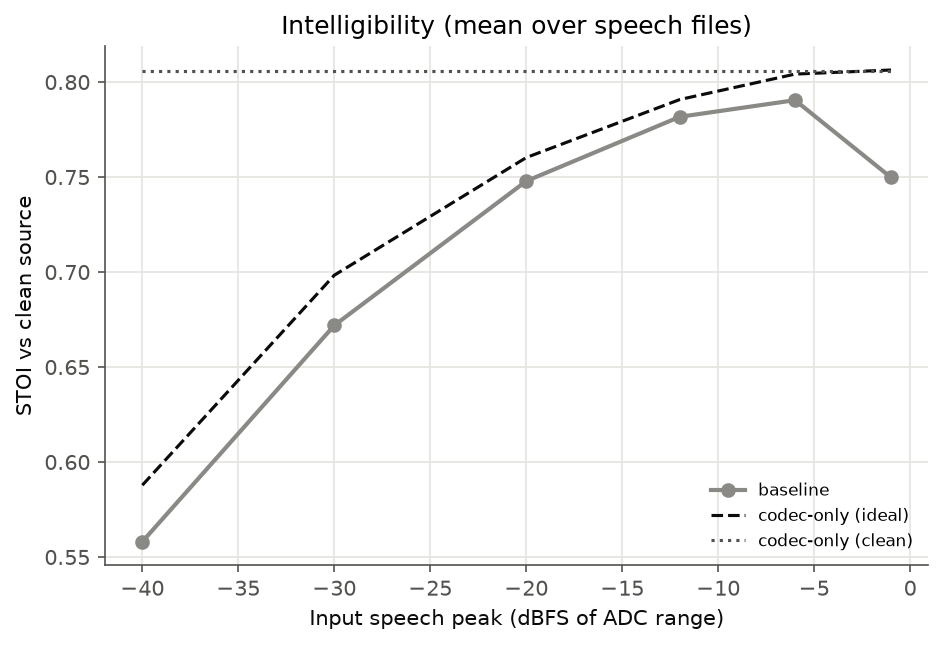 Intelligibility (mean over speech files)
STOI vs clean source
0.80
0.75
0.70
0.65
0.60
0.55
−40 −35 −30 −25 −20 −15 −10 −5 0
Input speech peak (dBFS of ADC range)
baseline
codec-only (ideal)
codec-only (clean)